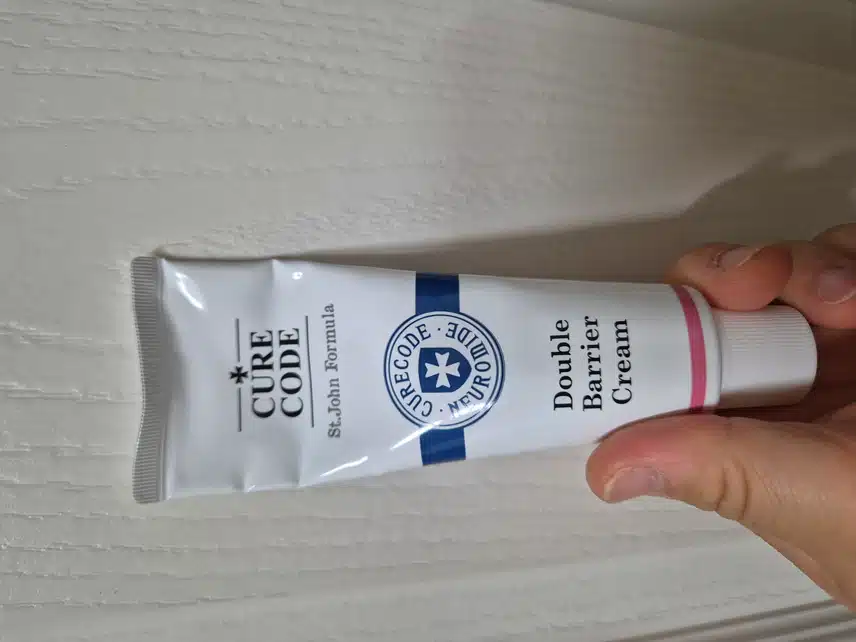 CURE
CODE
St.John Formula
CURECODE · NEUROMIDE ·
Double
Barrier
Cream